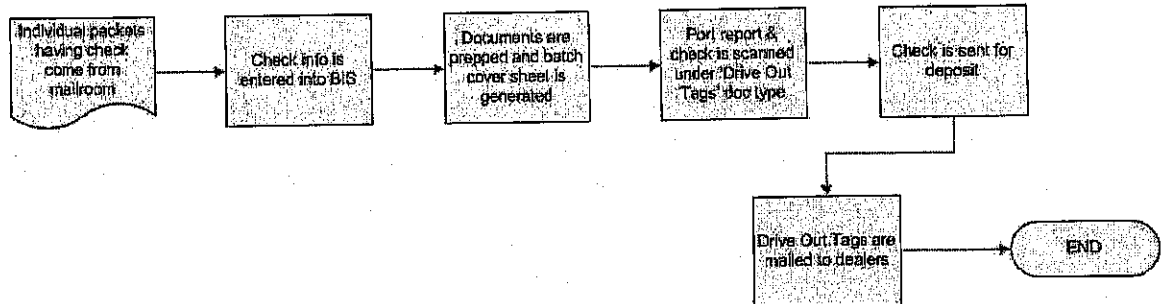 Individual packets
having check
come from
mailroom
Check info is
entered into BIS
Documents are
prepped and batch
cover sheet is
generated
report &
check is scanned
under 'Drive Out
Tags' doc type
Check is sent for
deposit
Drive Out Tags are
mailed to dealers
END